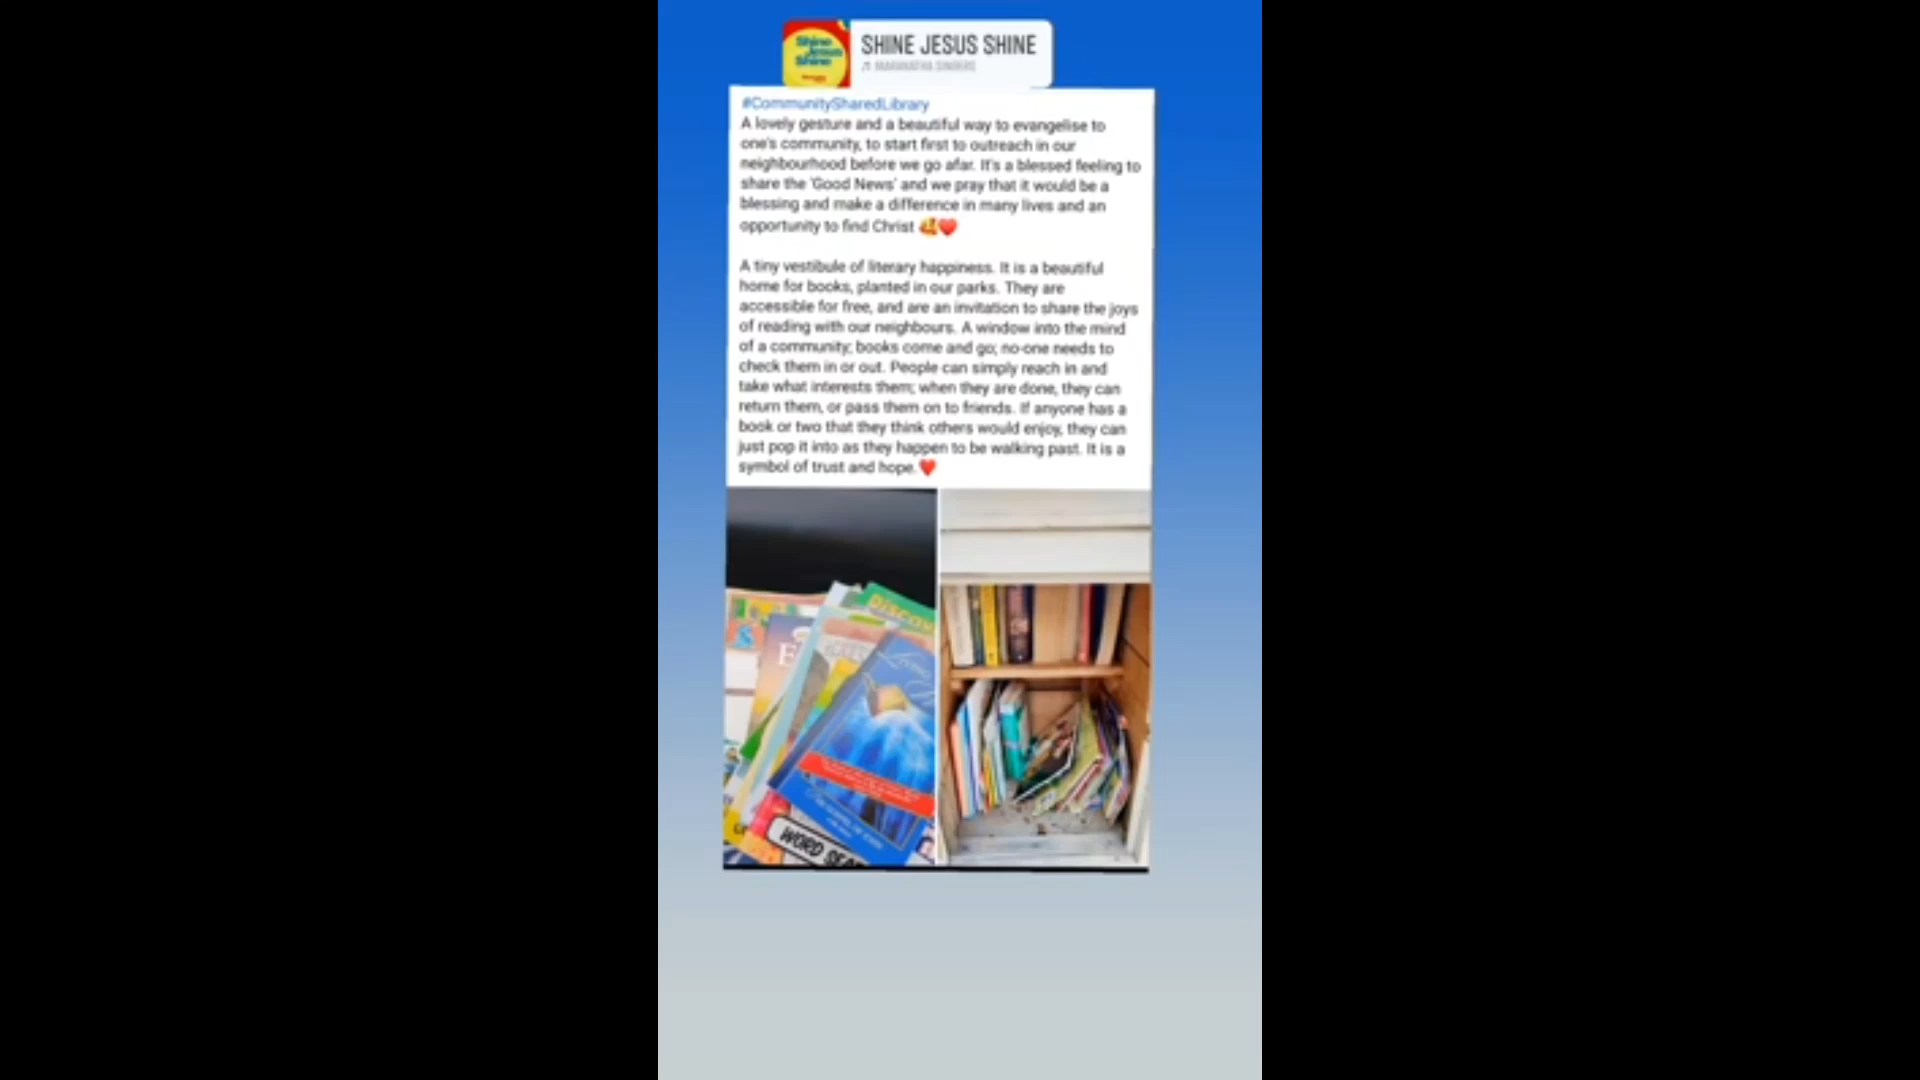 Shine
Jesus
Shine
SHINE JESUS SHINE
MARANATHA SINGERS
#CommunitySharedLibrary
A lovely gesture and a beautiful way to evangelise to
one's community, to start first to outreach in our
neighbourhood before we go afar. It's a blessed feeling to
share the 'Good News' and we pray that it would be a
blessing and make a difference in many lives and an
opportunity to find Christ 🥰❤️
A tiny vestibule of literary happiness. It is a beautiful
home for books, planted in our parks. They are
accessible for free, and are an invitation to share the joys
of reading with our neighbours. A window into the mind
of a community; books come and go; no-one needs to
check them in or out. People can simply reach in and
take what interests them; when they are done, they can
return them, or pass them on to friends. If anyone has a
book or two that they think others would enjoy, they can
just pop it into as they happen to be walking past. It is a
symbol of trust and hope.❤️
WORD